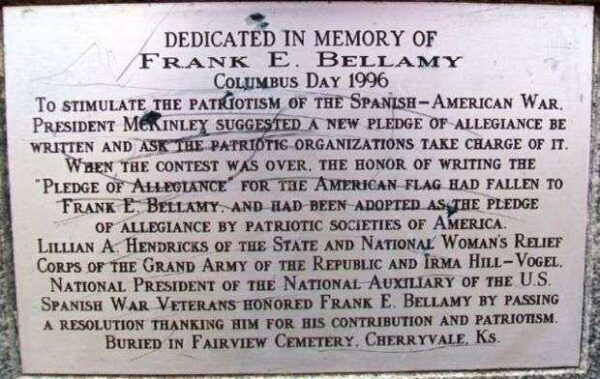 DEDICATED IN MEMORY OF
FRANK E. BELLAMY
COLUMBUS DAY 1996
TO STIMULATE THE PATRIOTISM OF THE SPANISH-AMERICAN WAR,
PRESIDENT MCKINLEY SUGGESTED A NEW PLEDGE OF ALLEGIANCE BE
WRITTEN AND ASK THE PATRIOTIC ORGANIZATIONS TAKE CHARGE OF IT.
WHEN THE CONTEST WAS OVER, THE HONOR OF WRITING THE
"PLEDGE OF ALLEGIANCE" FOR THE AMERICAN FLAG HAD FALLEN TO
FRANK E. BELLAMY, AND HAD BEEN ADOPTED AS THE PLEDGE
OF ALLEGIANCE BY PATRIOTIC SOCIETIES OF AMERICA.
LILLIAN A. HENDRICKS OF THE STATE AND NATIONAL WOMAN'S RELIEF
CORPS OF THE GRAND ARMY OF THE REPUBLIC AND IRMA HILL-VOGEL,
NATIONAL PRESIDENT OF THE NATIONAL AUXILIARY OF THE U.S.
SPANISH WAR VETERANS HONORED FRANK E. BELLAMY BY PASSING
A RESOLUTION THANKING HIM FOR HIS CONTRIBUTION AND PATRIOTISM.
BURIED IN FAIRVIEW CEMETERY, CHERRYVALE, KS.